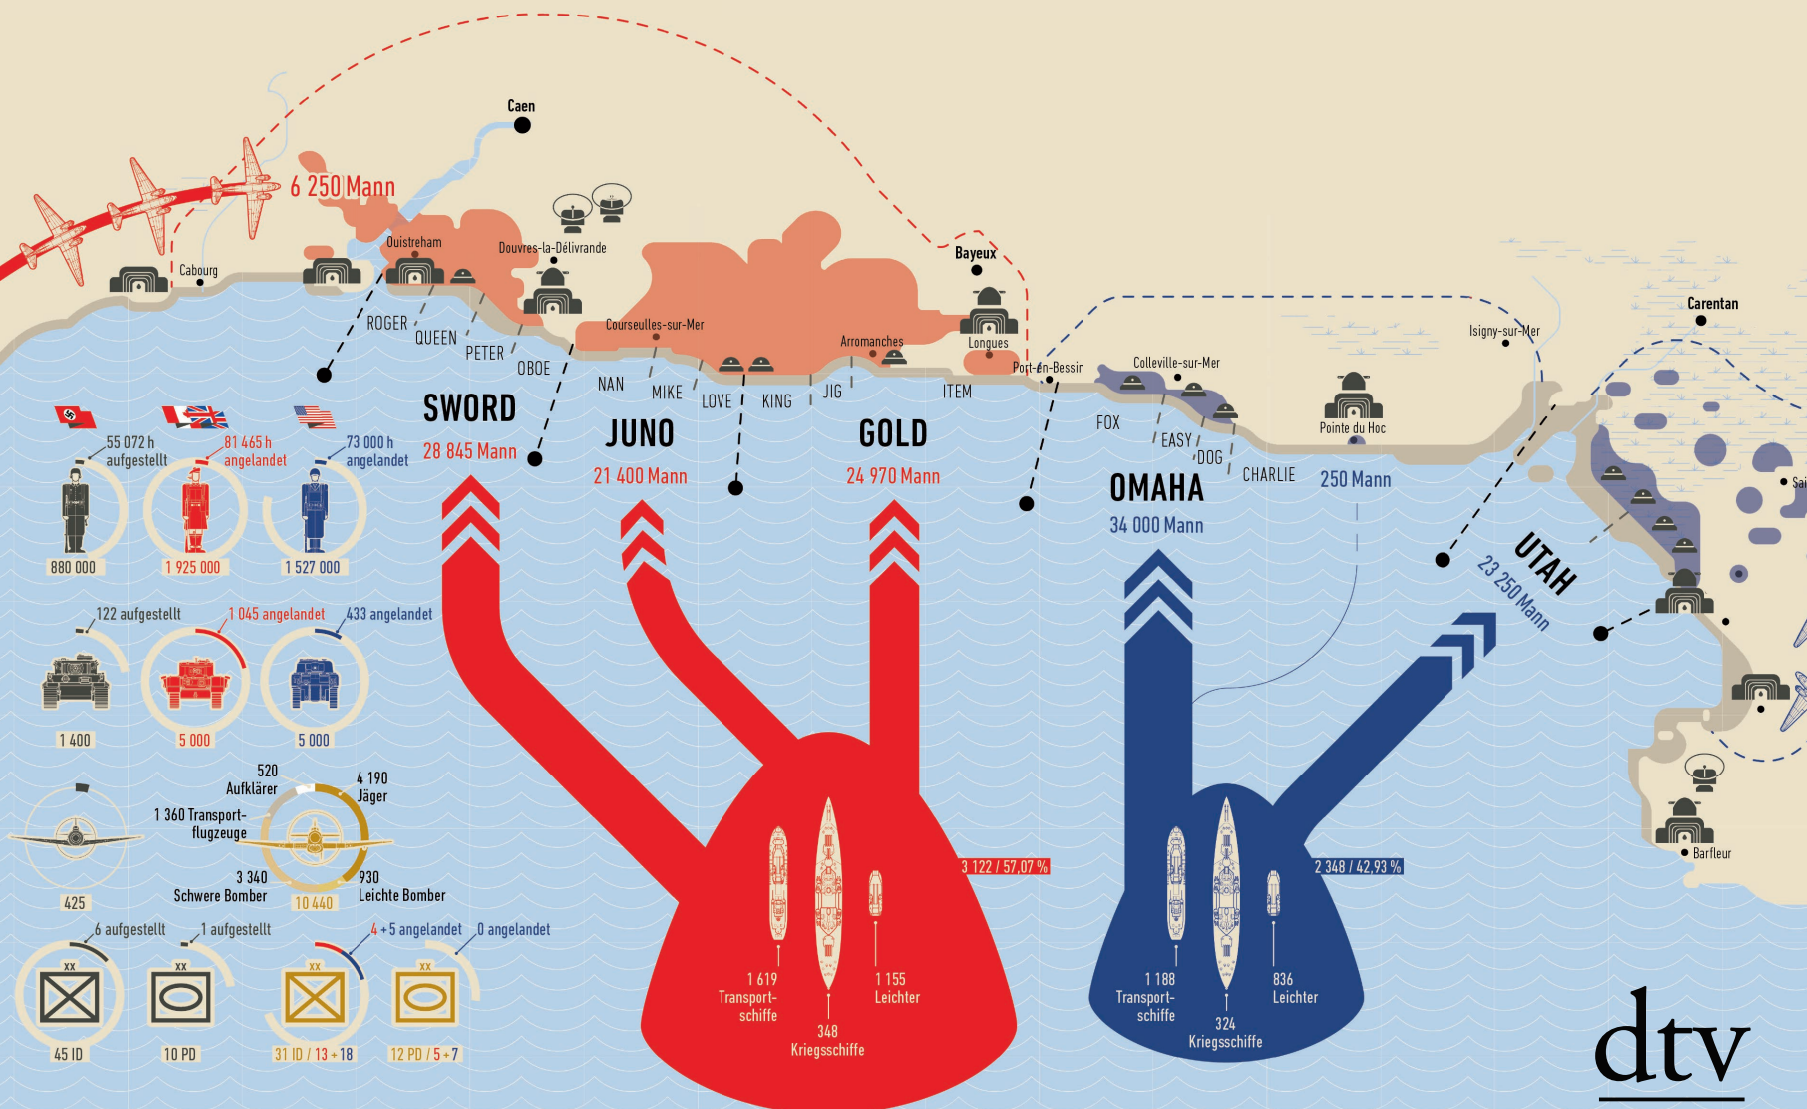 Caen
6 250 Mann
Cabourg
Ouistreham
Douvres-la-Délivrande
Bayeux
Courseulles-sur-Mer
Arromanches
Longues
Port-en-Bessir
Colleville-sur-Mer
Pointe du Hoc
Isigny-sur-Mer
Carentan
Sai
ROGER
QUEEN
PETER
OBOE
NAN
MIKE
LOVE
KING
JIG
ITEM
FOX
EASY
DOG
CHARLIE
SWORD
28 845 Mann
JUNO
21 400 Mann
GOLD
24 970 Mann
OMAHA
34 000 Mann
250 Mann
UTAH
23 250 Mann
55 072 h
aufgestellt
81 465 h
angelandet
73 000 h
angelandet
880 000
1 925 000
1 527 000
122 aufgestellt
1 045 angelandet
433 angelandet
1 400
5 000
5 000
520
Aufklärer
4 190
Jäger
1 360 Transport-
flugzeuge
3 340
Schwere Bomber
930
Leichte Bomber
425
10 440
6 aufgestellt
1 aufgestellt
4 + 5 angelandet
0 angelandet
XX
XX
XX
XX
45 ID
10 PD
31 ID / 13 + 18
12 PD / 5 + 7
3 122 / 57,07 %
1 619
Transport-
schiffe
348
Kriegsschiffe
1 155
Leichter
2 348 / 42,93 %
1 188
Transport-
schiffe
324
Kriegsschiffe
836
Leichter
Barfleur
dtv